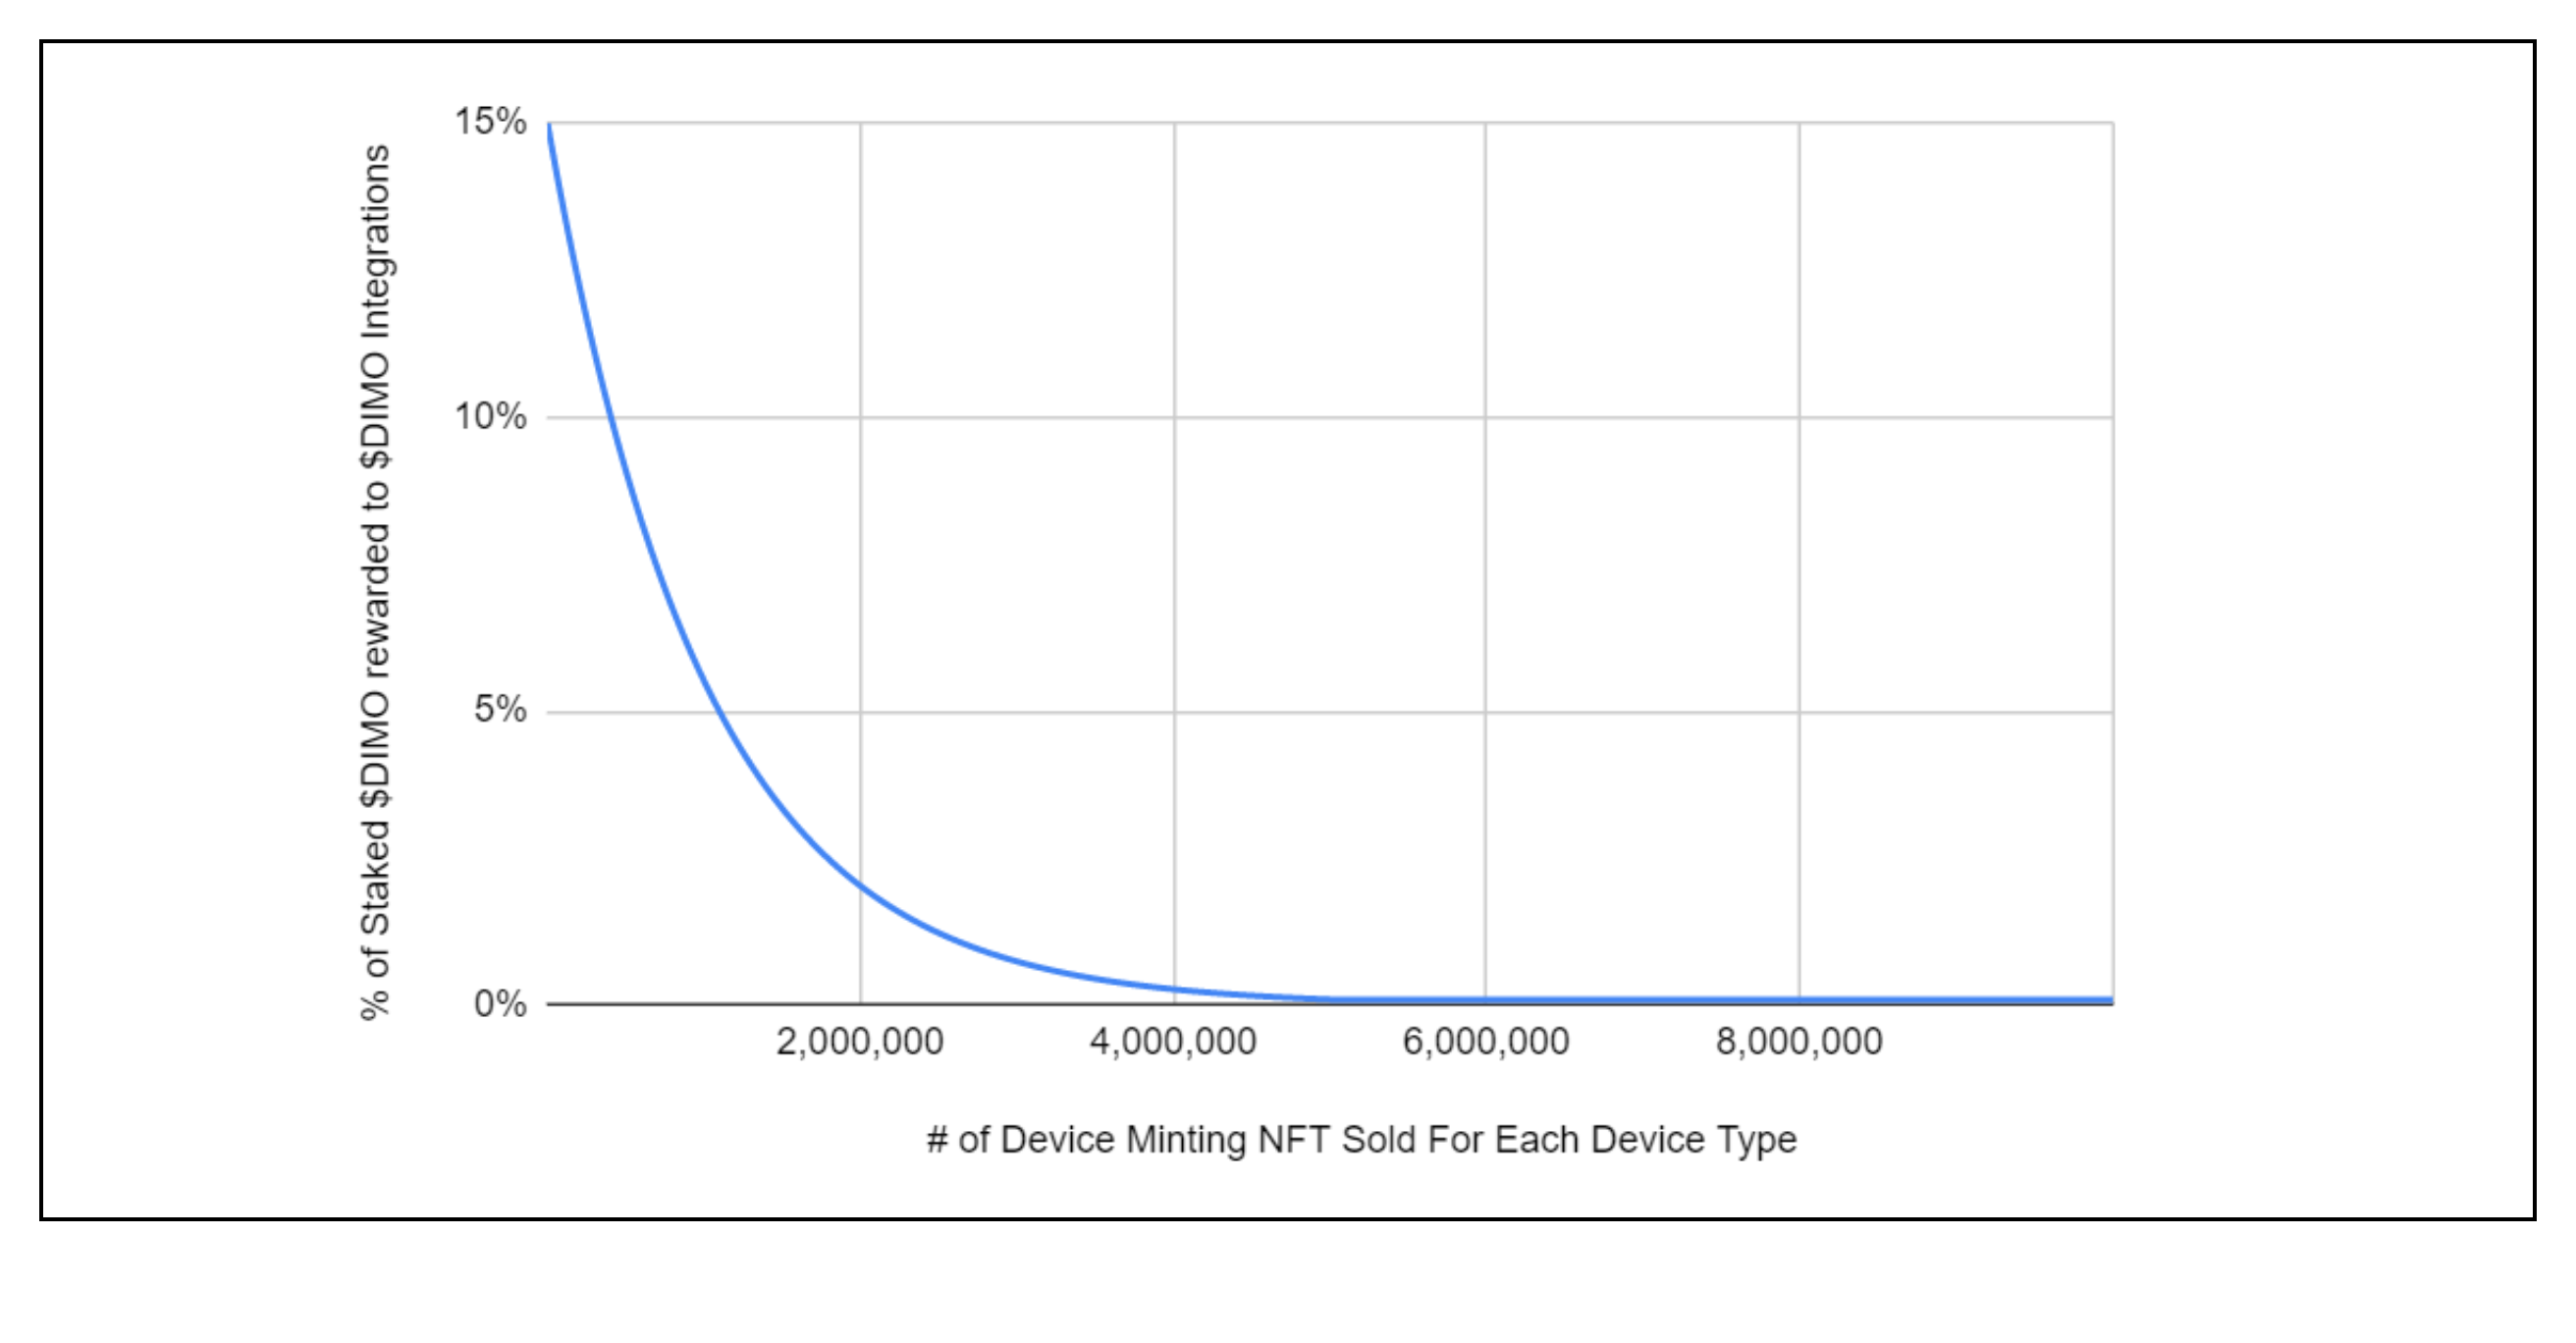 % of Staked $DIMO rewarded to $DIMO Integrations
15%
10%
5%
0%
2,000,000 4,000,000 6,000,000 8,000,000
# of Device Minting NFT Sold For Each Device Type